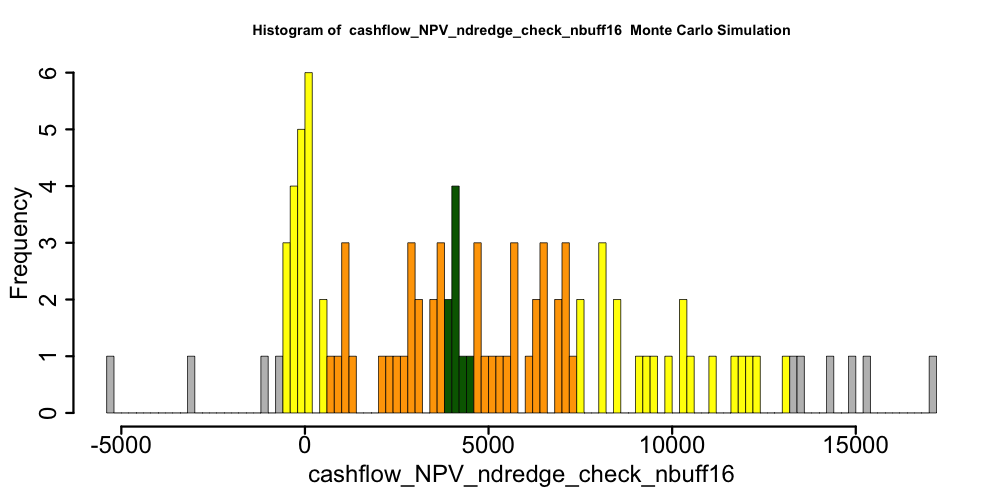 Histogram of  cashflow_NPV_ndredge_check_nbuff16  Monte Carlo Simulation
Frequency
6
5
4
3
2
1
0
-5000 0 5000 10000 15000
cashflow_NPV_ndredge_check_nbuff16